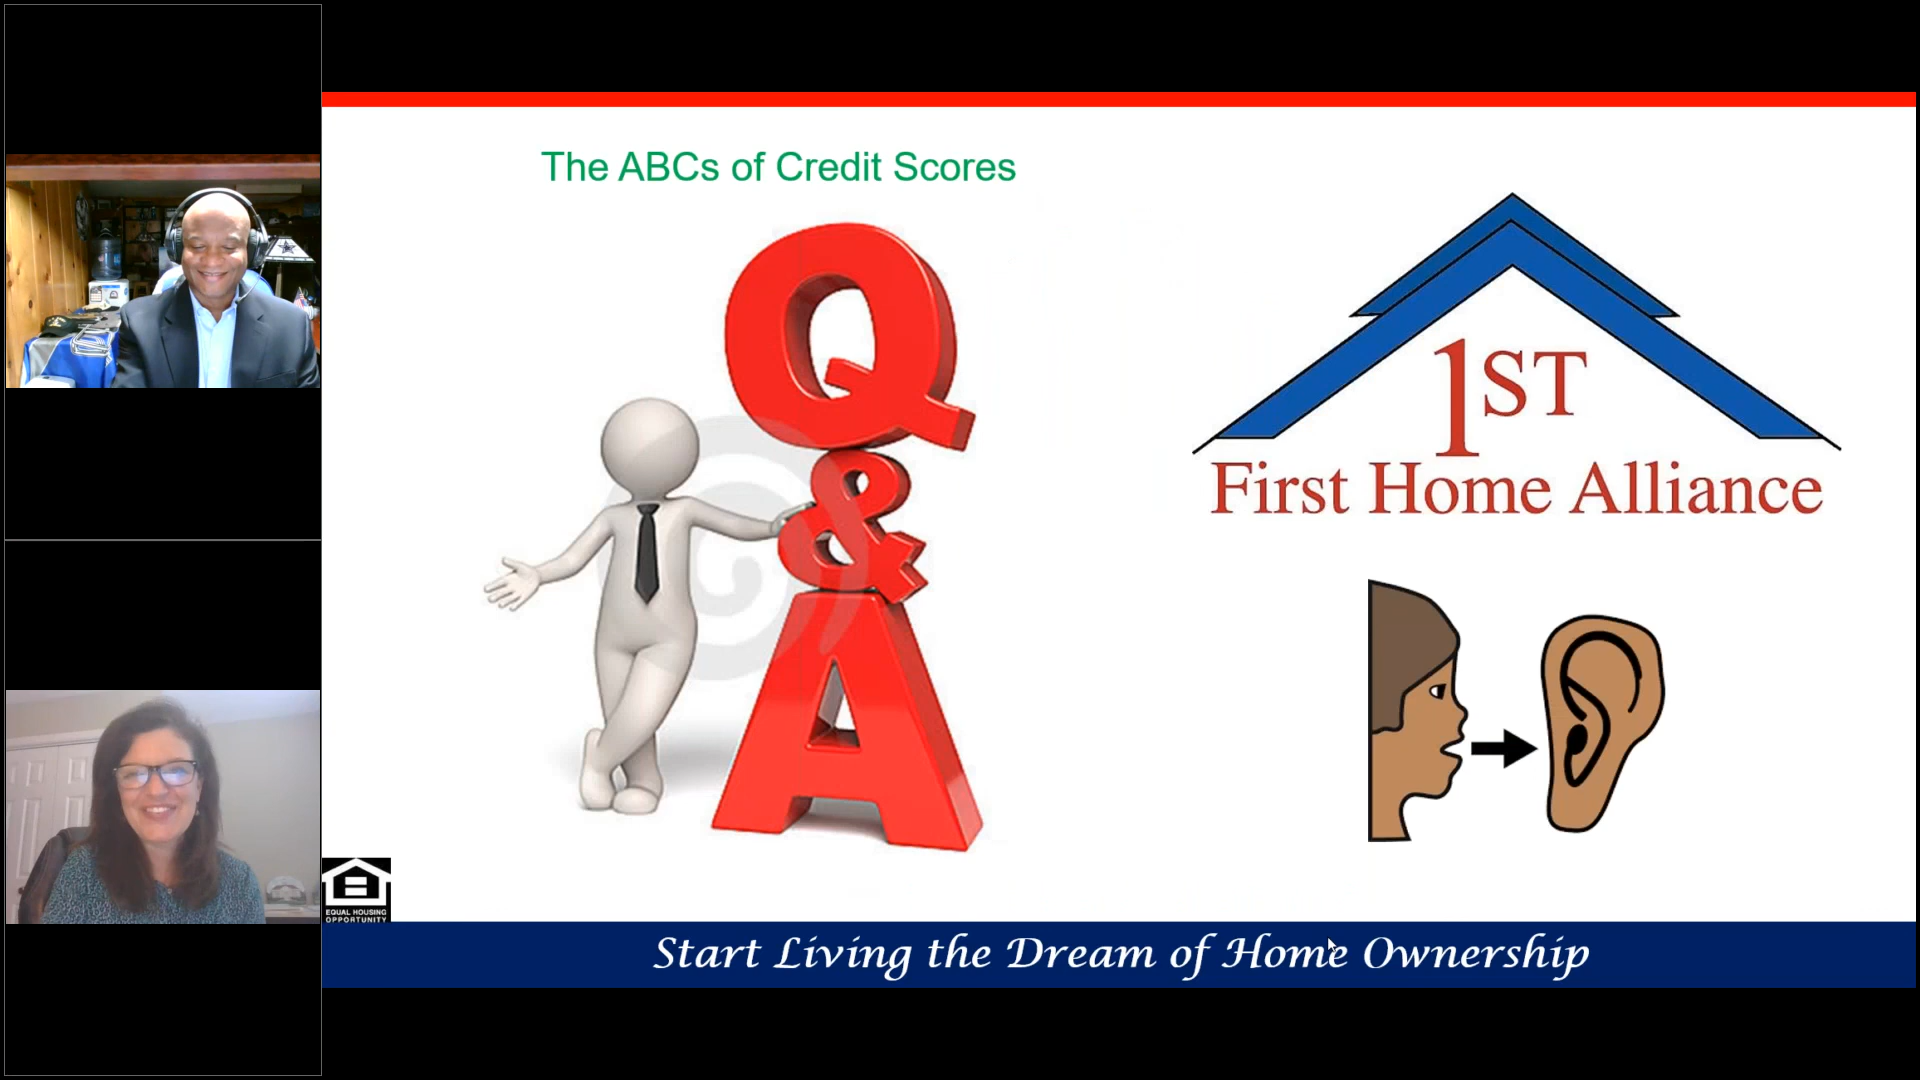 The ABCs of Credit Scores
Q
&
A
1ST
First Home Alliance
EQUAL HOUSING
OPPORTUNITY
Start Living the Dream of Home Ownership